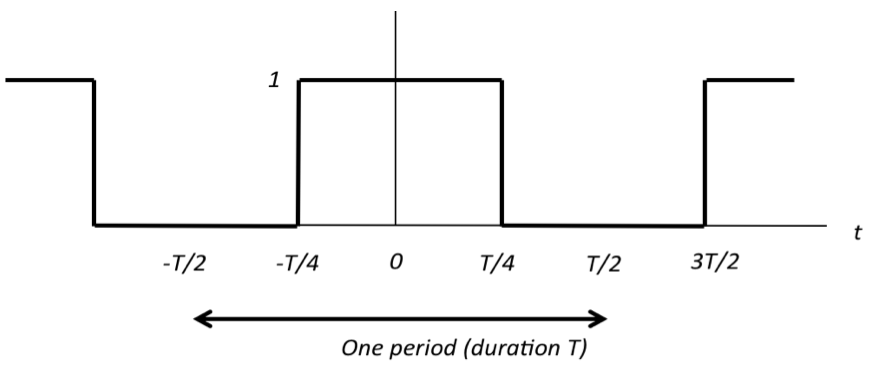 1
t
-T/2 -T/4 0 T/4 T/2 3T/2
One period (duration T)